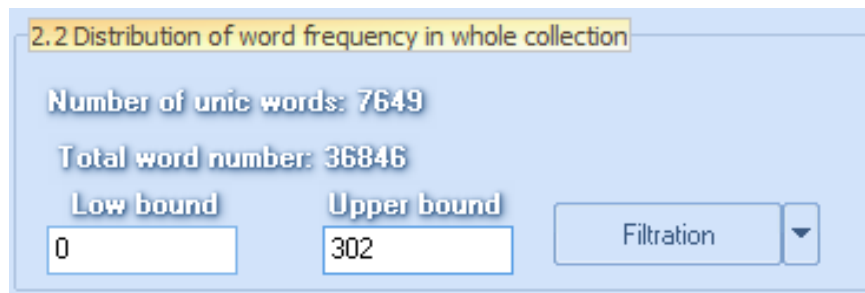 2.2 Distribution of word frequency in whole collection
Number of unic words: 7649
Total word number: 36846
Low bound Upper bound
0 302 Filtration